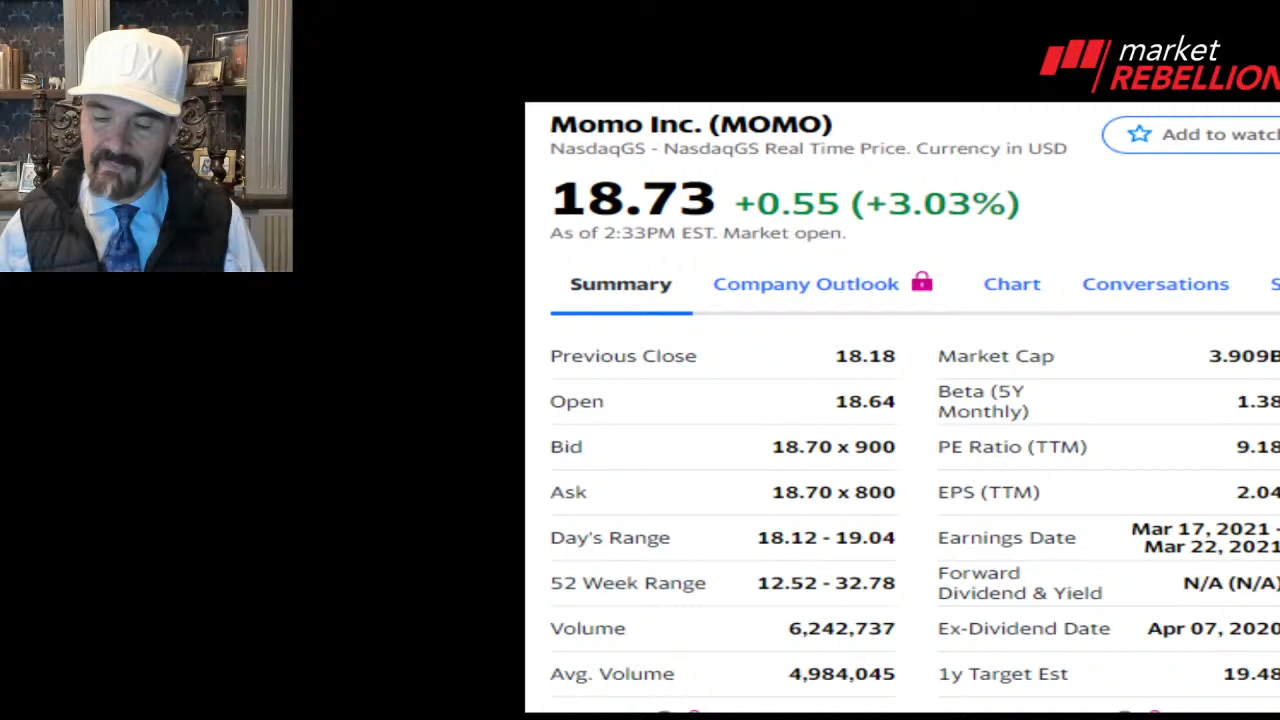 DX
market
REBELLION
Momo Inc. (MOMO)
Add to watch
NasdaqGS - NasdaqGS Real Time Price. Currency in USD
18.73 +0.55 (+3.03%)
As of 2:33PM EST. Market open.
Summary Company Outlook Chart Conversations S
Previous Close 18.18
Open 18.64
Bid 18.70 x 900
Ask 18.70 x 800
Day's Range 18.12 - 19.04
52 Week Range 12.52 - 32.78
Volume 6,242,737
Avg. Volume 4,984,045
Market Cap 3.909B
Beta (5Y
Monthly) 1.38
PE Ratio (TTM) 9.18
EPS (TTM) 2.04
Earnings Date Mar 17, 2021 -
Mar 22, 2021
Forward
Dividend & Yield N/A (N/A)
Ex-Dividend Date Apr 07, 2020
1y Target Est 19.48